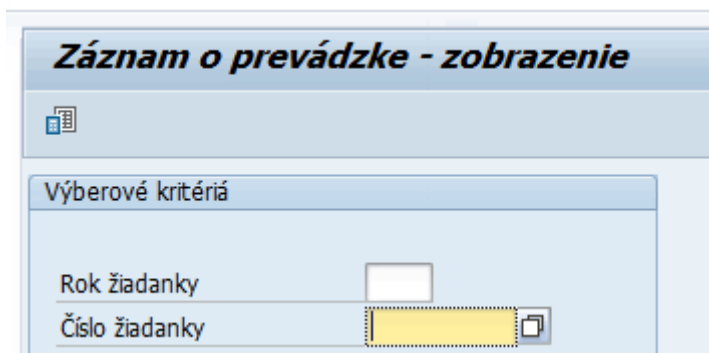 Záznam o prevádzke - zobrazenie
Výberové kritériá
Rok žiadanky
Číslo žiadanky